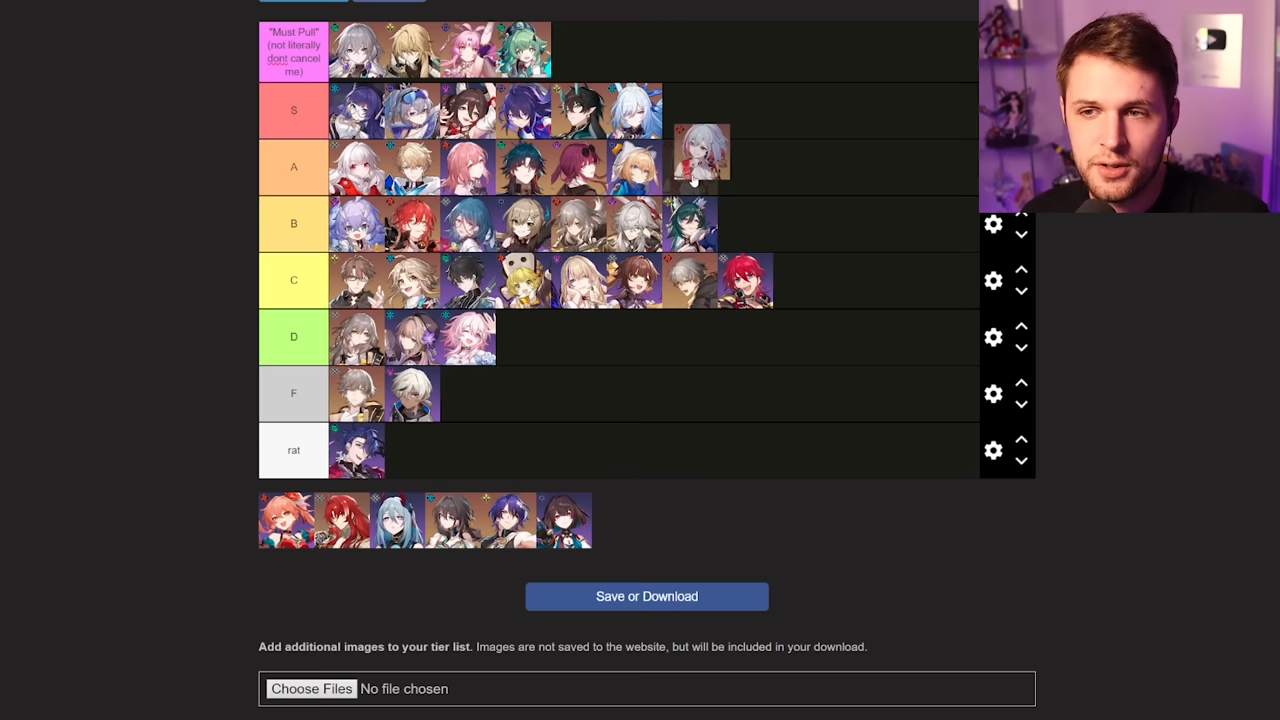 "Must Pull"
(not literally
dont cancel
me)
S
A
B
C
D
F
rat
Save or Download
Add additional images to your tier list. Images are not saved to the website, but will be included in your download.
Choose Files No file chosen